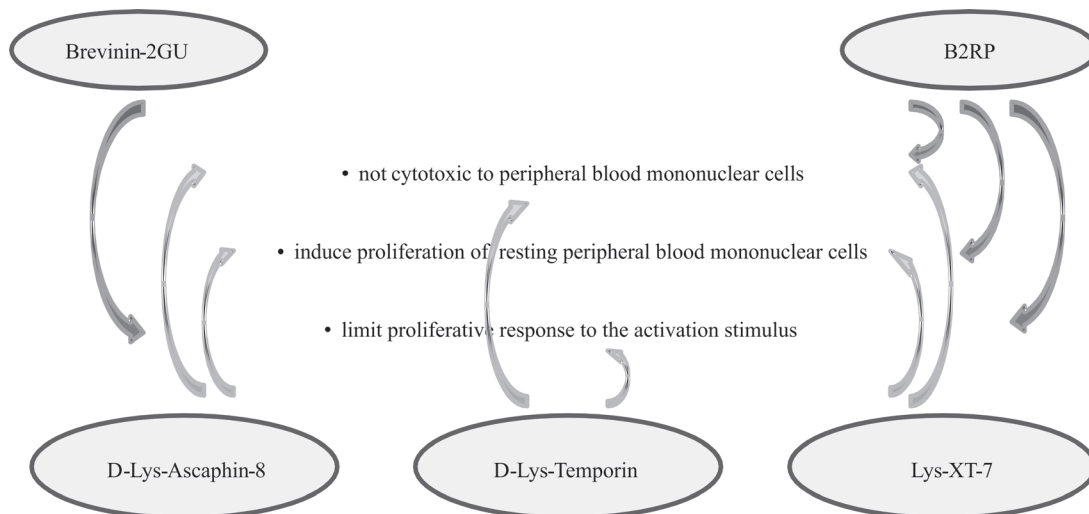 Brevinin-2GU
B2RP
• not cytotoxic to peripheral blood mononuclear cells
• induce proliferation of resting peripheral blood mononuclear cells
• limit proliferative response to the activation stimulus
D-Lys-Ascaphin-8
D-Lys-Temporin
Lys-XT-7